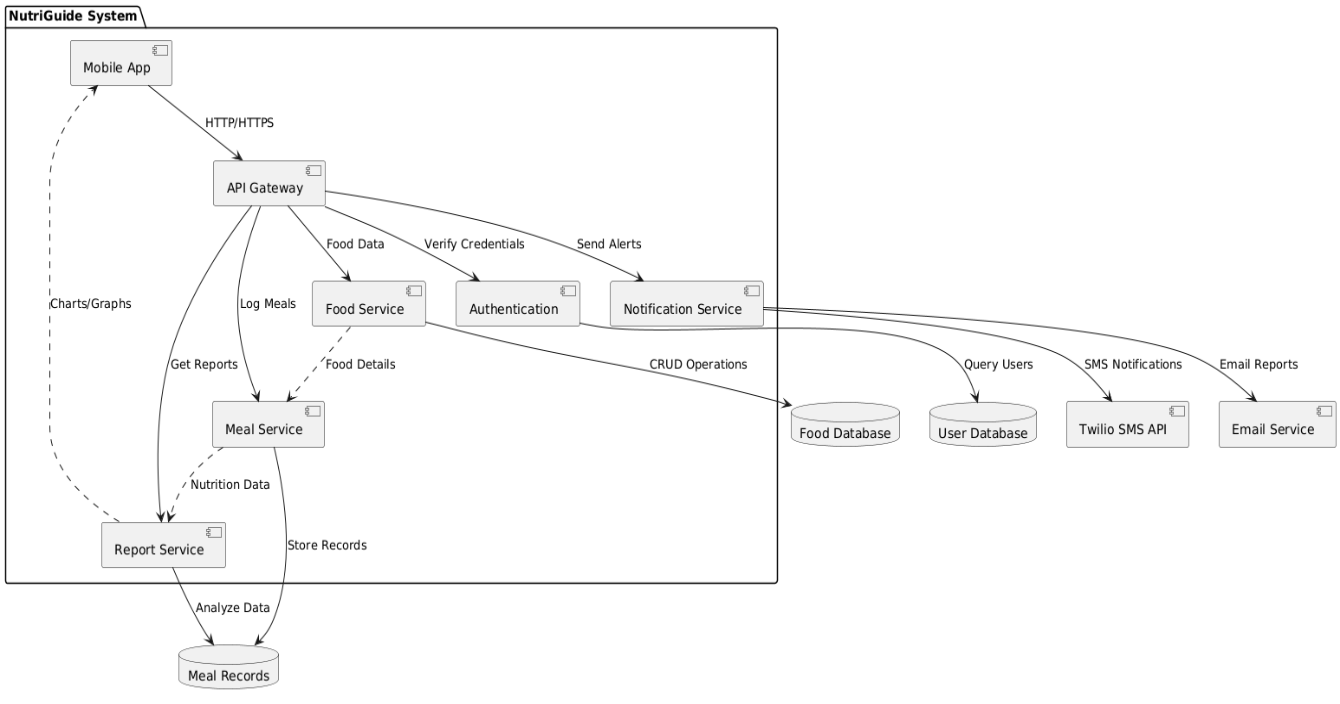 NutriGuide System
Mobile App
HTTP/HTTPS
API Gateway
Food Data
Verify Credentials
Send Alerts
Charts/Graphs
Log Meals
Food Service
Authentication
Notification Service
Get Reports
Food Details
CRUD Operations
Query Users
SMS Notifications
Email Reports
Meal Service
Food Database
User Database
Twilio SMS API
Email Service
Nutrition Data
Report Service
Store Records
Analyze Data
Meal Records